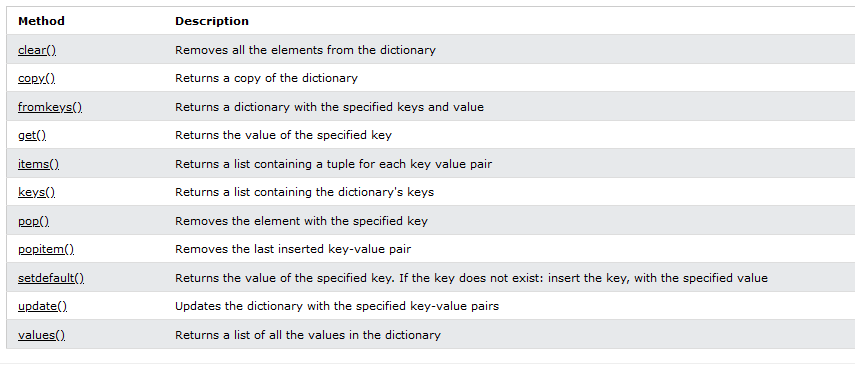 Method Description
clear() Removes all the elements from the dictionary
copy() Returns a copy of the dictionary
fromkeys() Returns a dictionary with the specified keys and value
get() Returns the value of the specified key
items() Returns a list containing a tuple for each key value pair
keys() Returns a list containing the dictionary's keys
pop() Removes the element with the specified key
popitem() Removes the last inserted key-value pair
setdefault() Returns the value of the specified key. If the key does not exist: insert the key, with the specified value
update() Updates the dictionary with the specified key-value pairs
values() Returns a list of all the values in the dictionary